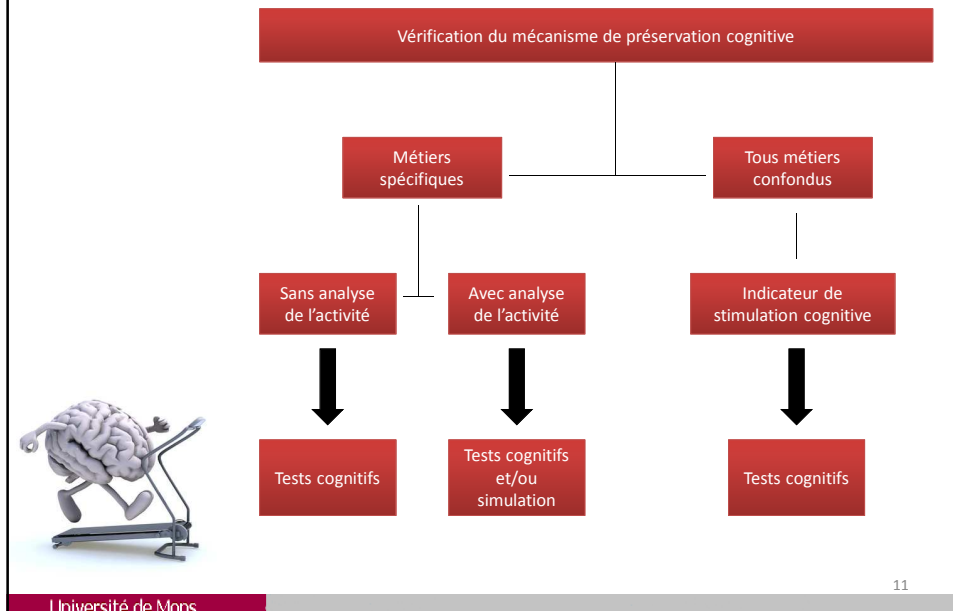 Vérification du mécanisme de préservation cognitive
Métiers
spécifiques
Tous métiers
confondus
Sans analyse
de l'activité
Avec analyse
de l'activité
Indicateur de
stimulation cognitive
Tests cognitifs
Tests cognitifs
et/ou
simulation
Tests cognitifs
11
Université de Mons